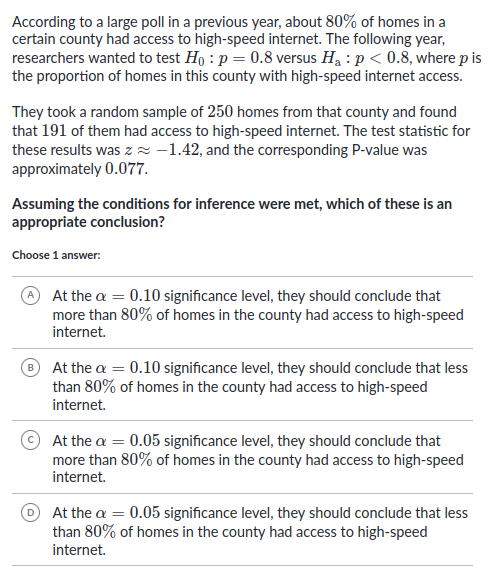 According to a large poll in a previous year, about 80% of homes in a
certain county had access to high-speed internet. The following year,
researchers wanted to test H₀ : p = 0.8 versus Hₐ : p < 0.8, where p is
the proportion of homes in this county with high-speed internet access.
They took a random sample of 250 homes from that county and found
that 191 of them had access to high-speed internet. The test statistic for
these results was z ≈ −1.42, and the corresponding P-value was
approximately 0.077.
Assuming the conditions for inference were met, which of these is an
appropriate conclusion?
Choose 1 answer:
A At the α = 0.10 significance level, they should conclude that
more than 80% of homes in the county had access to high-speed
internet.
B At the α = 0.10 significance level, they should conclude that less
than 80% of homes in the county had access to high-speed
internet.
C At the α = 0.05 significance level, they should conclude that
more than 80% of homes in the county had access to high-speed
internet.
D At the α = 0.05 significance level, they should conclude that less
than 80% of homes in the county had access to high-speed
internet.